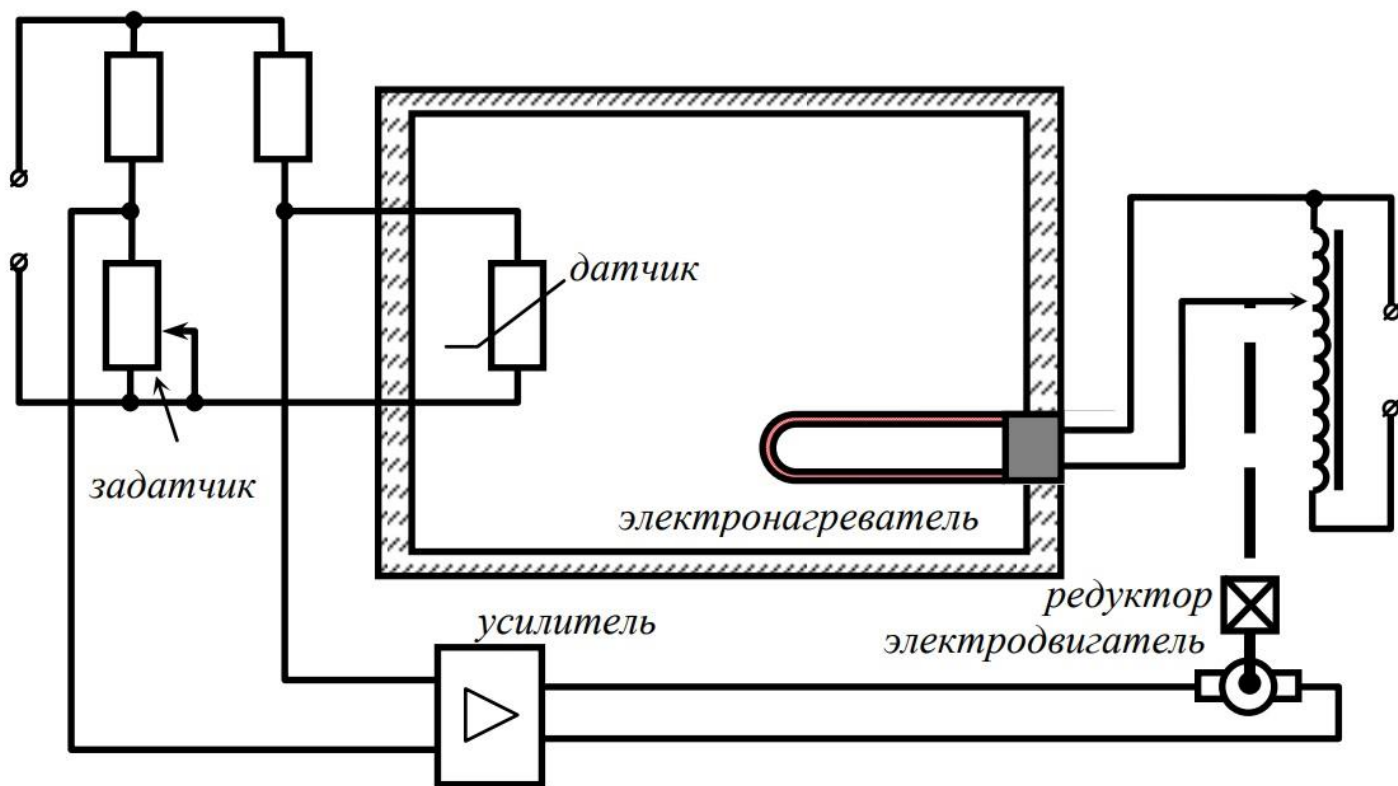 датчик
задатчик
электронагреватель
усилитель
редуктор
электродвигатель